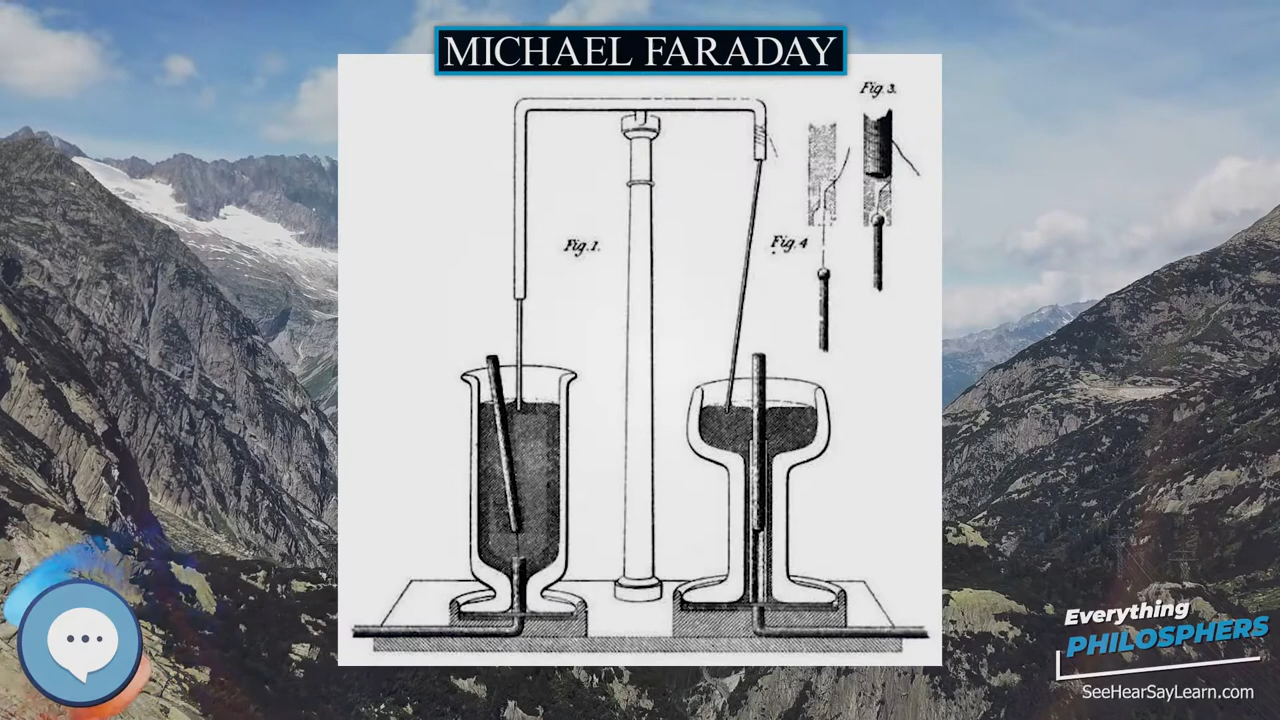 MICHAEL FARADAY
Fig. 3.
Fig. 1.
Fig. 4
Everything
PHILOSPHERS
SeeHearSayLearn.com